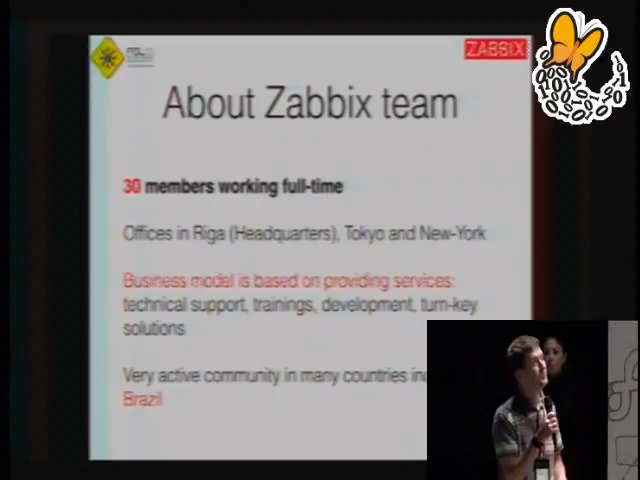 ZABBIX
About Zabbix team
30 members working full-time
Offices in Riga (Headquarters), Tokyo and New-York
Business model is based on providing services:
technical support, trainings, development, turn-key
solutions
Very active community in many countries
Brazil